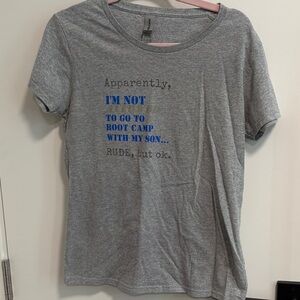 Apparently,
I'M NOT
TO GO TO
BOOT CAMP
WITH MY SON...
RUDE, but ok.